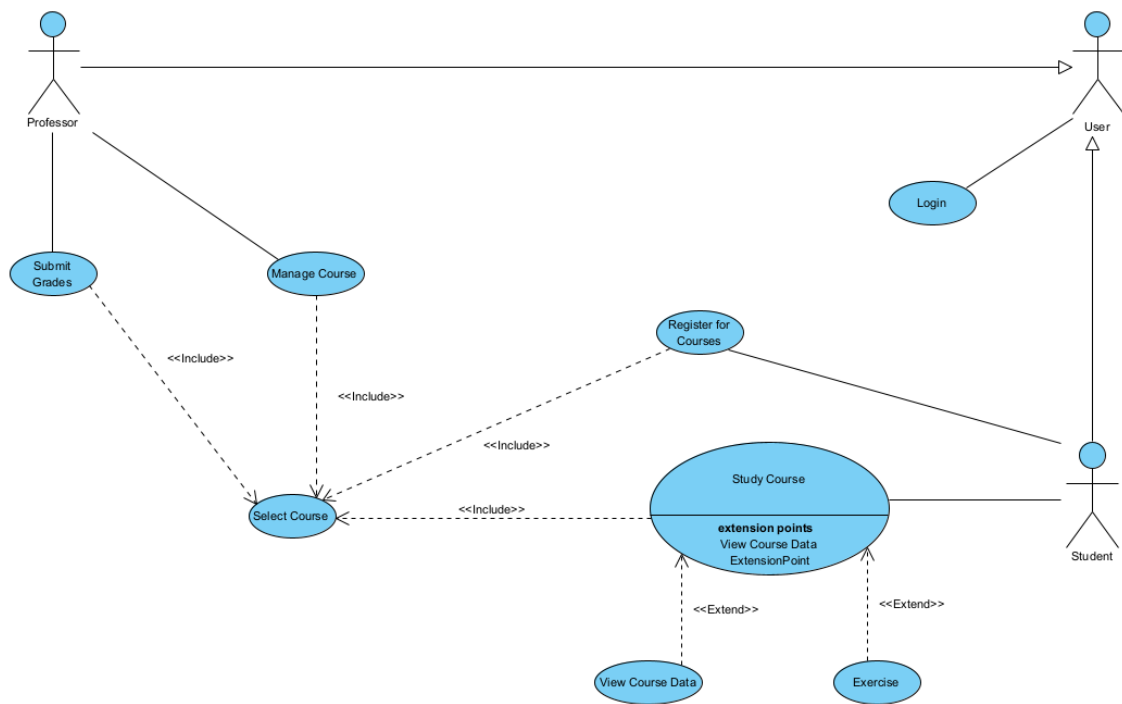 Professor
User
Login
Submit
Grades
Manage Course
Register for
Courses
<<Include>>
<<Include>>
<<Include>>
Study Course
Select Course
<<Include>>
extension points
View Course Data
ExtensionPoint
Student
<<Extend>>
<<Extend>>
View Course Data
Exercise